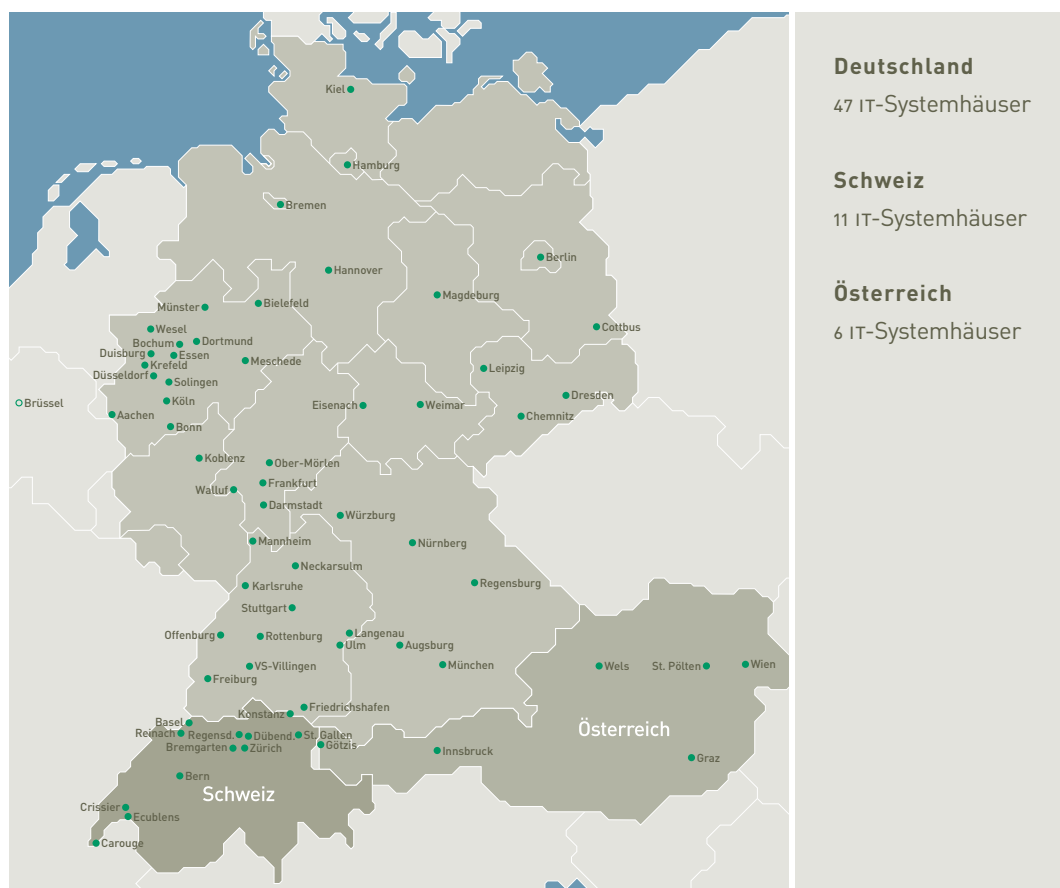 Deutschland
47 IT-Systemhäuser
Schweiz
11 IT-Systemhäuser
Österreich
6 IT-Systemhäuser
Kiel
Hamburg
Bremen
Berlin
Hannover
Magdeburg
Münster
Bielefeld
Wesel
Cottbus
Bochum
Dortmund
Duisburg
Essen
Meschede
Krefeld
Leipzig
Düsseldorf
Solingen
Dresden
Brüssel
Köln
Eisenach
Weimar
Aachen
Chemnitz
Bonn
Koblenz
Ober-Mörlen
Frankfurt
Walluf
Darmstadt
Würzburg
Mannheim
Nürnberg
Neckarsulm
Karlsruhe
Regensburg
Stuttgart
Offenburg
Rottenburg
Langenau
Ulm
Augsburg
VS-Villingen
München
Wels
St. Pölten
Wien
Freiburg
Friedrichshafen
Konstanz
Basel
Reinach
Regensd.
Dübend.
St. Gallen
Österreich
Bremgarten
Zürich
Götzis
Innsbruck
Graz
Bern
Schweiz
Crissier
Ecublens
Carouge